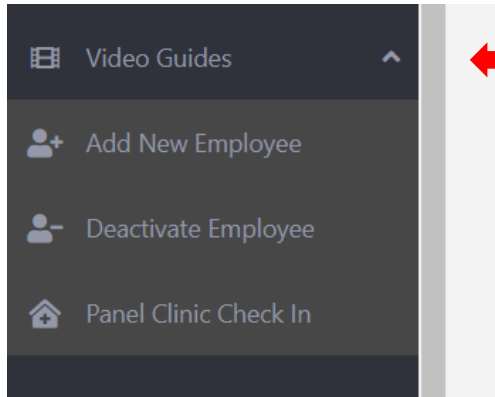 Video Guides
Add New Employee
Deactivate Employee
Panel Clinic Check In